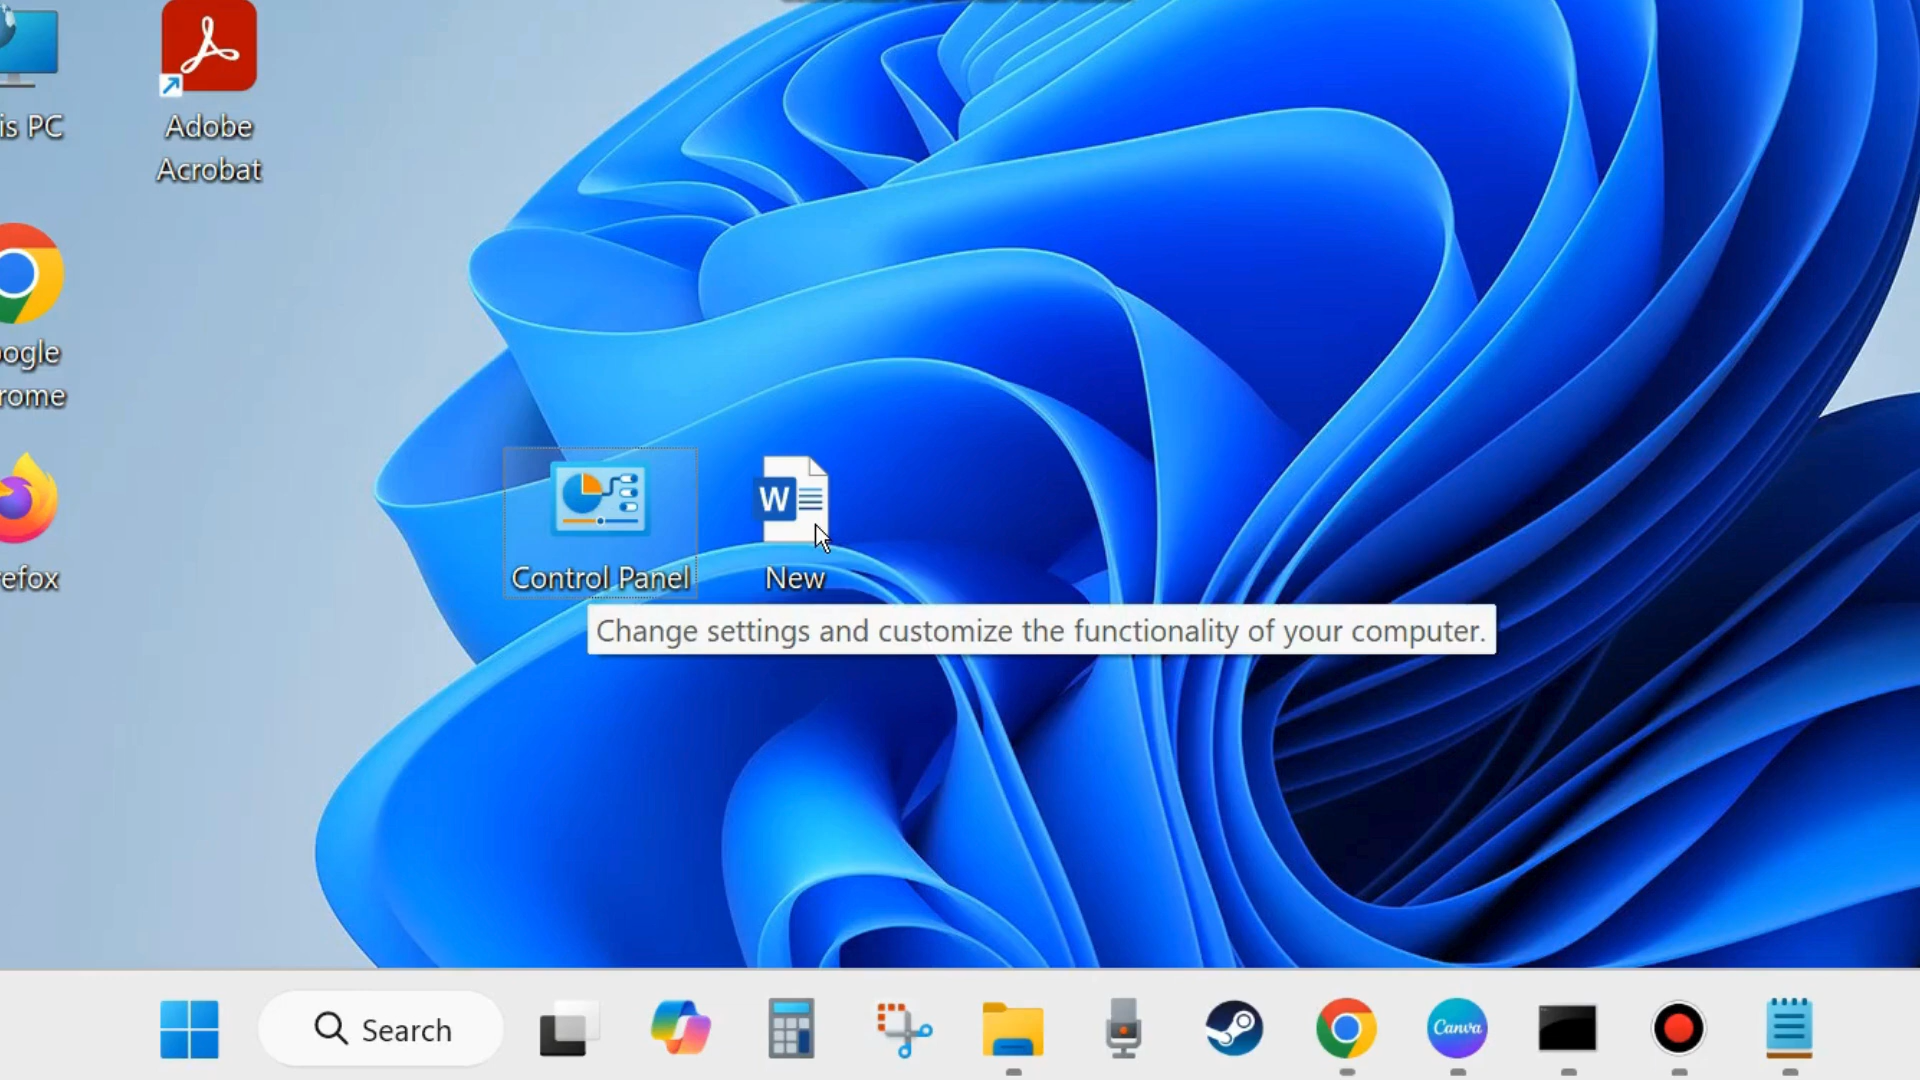 is PC
Adobe
Acrobat
ogle
rome
efox
W
Control Panel
New
Change settings and customize the functionality of your computer.
Search
Canva